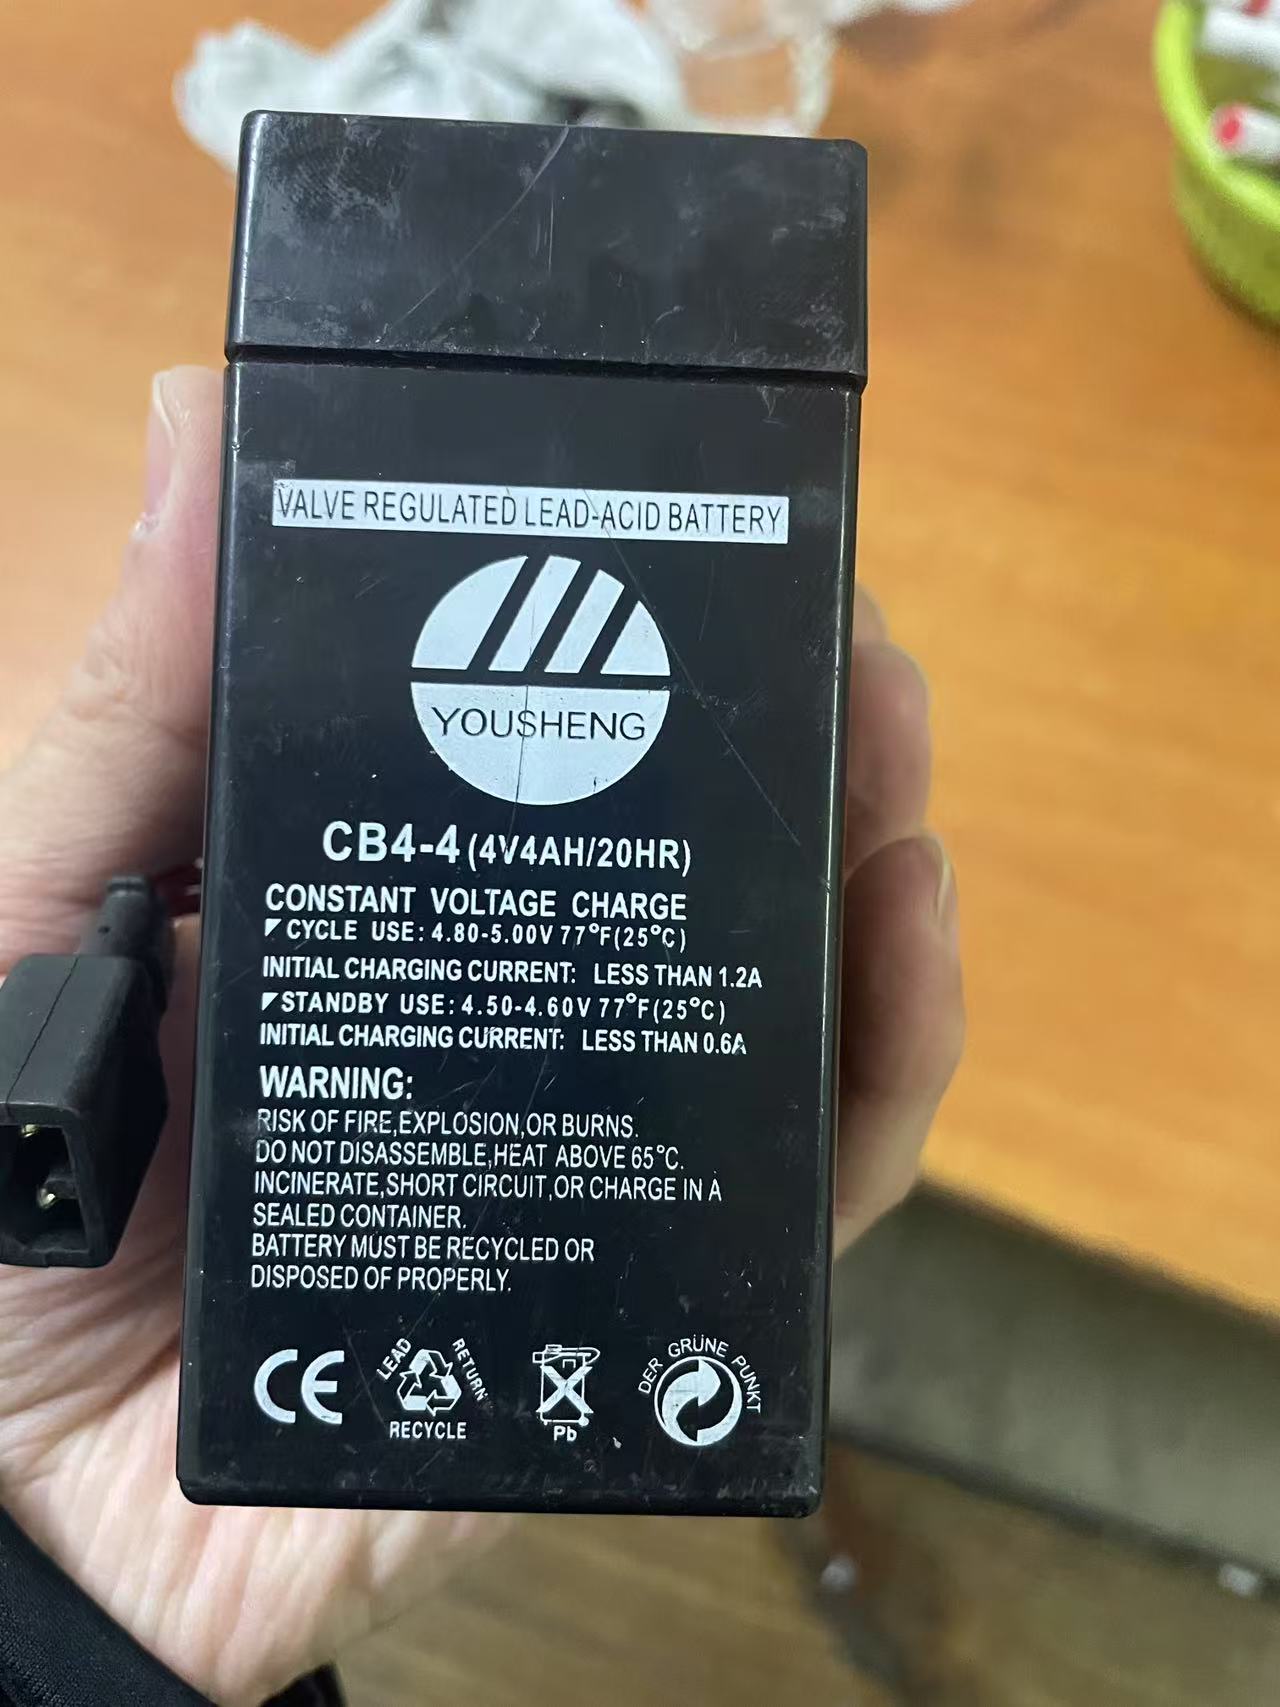 VALVE REGULATED LEAD-ACID BATTERY
YOUSHENG
CB4-4 (4V4AH/20HR)
CONSTANT VOLTAGE CHARGE
CYCLE USE: 4.80-5.00V 77°F(25°C)
INITIAL CHARGING CURRENT: LESS THAN 1.2A
STANDBY USE: 4.50-4.60V 77°F(25°C)
INITIAL CHARGING CURRENT: LESS THAN 0.6A
WARNING:
RISK OF FIRE,EXPLOSION,OR BURNS.
DO NOT DISASSEMBLE,HEAT ABOVE 65°C.
INCINERATE,SHORT CIRCUIT,OR CHARGE IN A
SEALED CONTAINER.
BATTERY MUST BE RECYCLED OR
DISPOSED OF PROPERLY.
CE
LEAD RETURN
RECYCLE
Pb
DER GRÜNE PUNKT